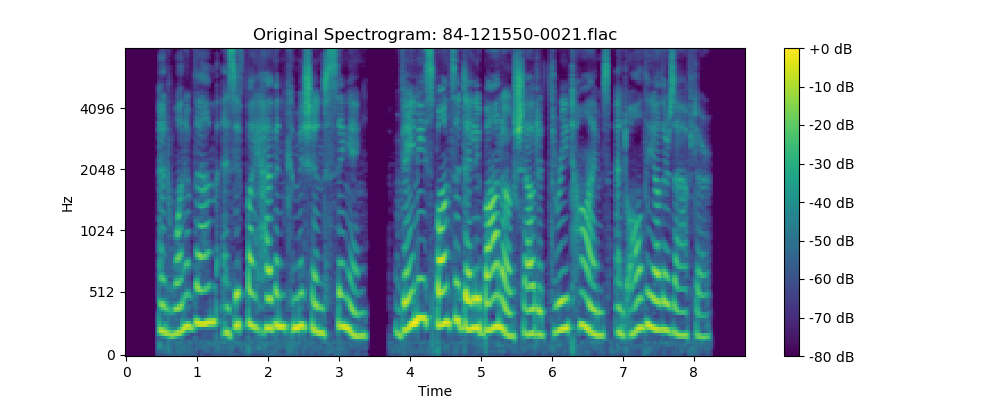 Original Spectrogram: 84-121550-0021.flac
Hz
4096
2048
1024
512
0
0 1 2 3 4 5 6 7 8
Time
+0 dB
-10 dB
-20 dB
-30 dB
-40 dB
-50 dB
-60 dB
-70 dB
-80 dB